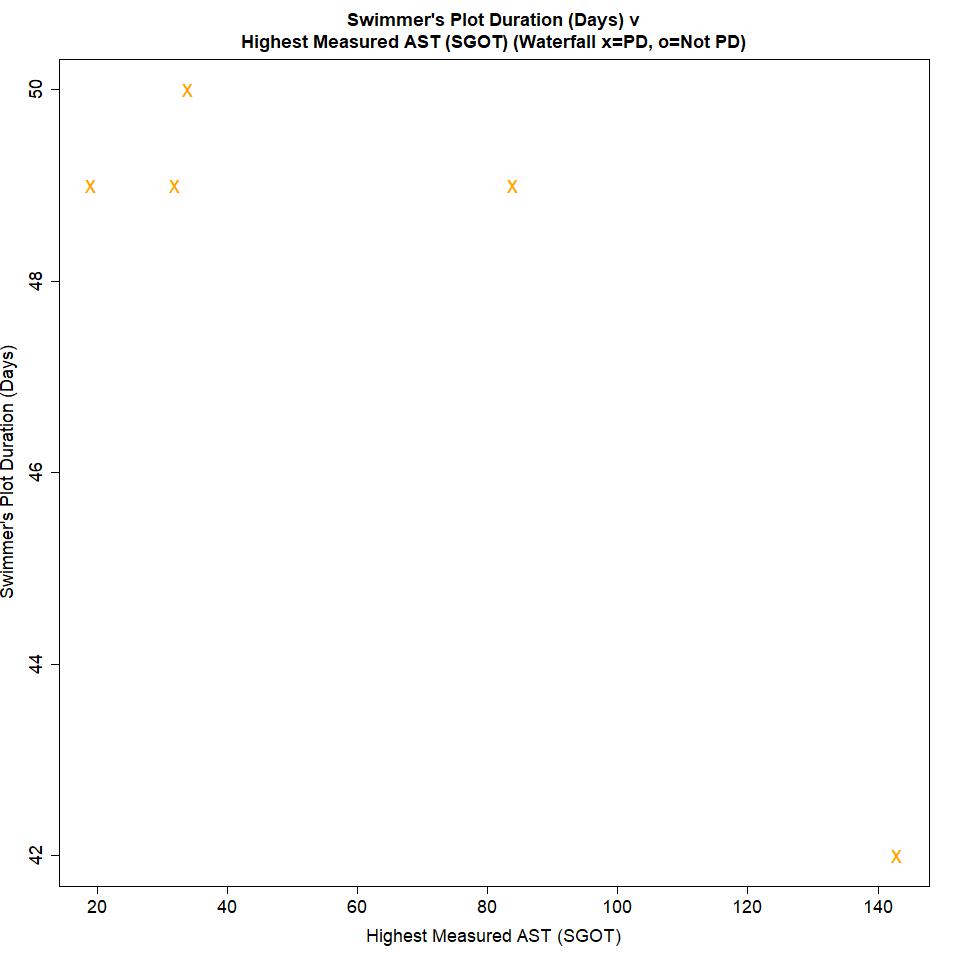 Swimmer's Plot Duration (Days) v
Highest Measured AST (SGOT) (Waterfall x=PD, o=Not PD)
50
X
X
X
X
48
Swimmer's Plot Duration (Days)
46
44
42
X
20
40
60
80
100
120
140
Highest Measured AST (SGOT)